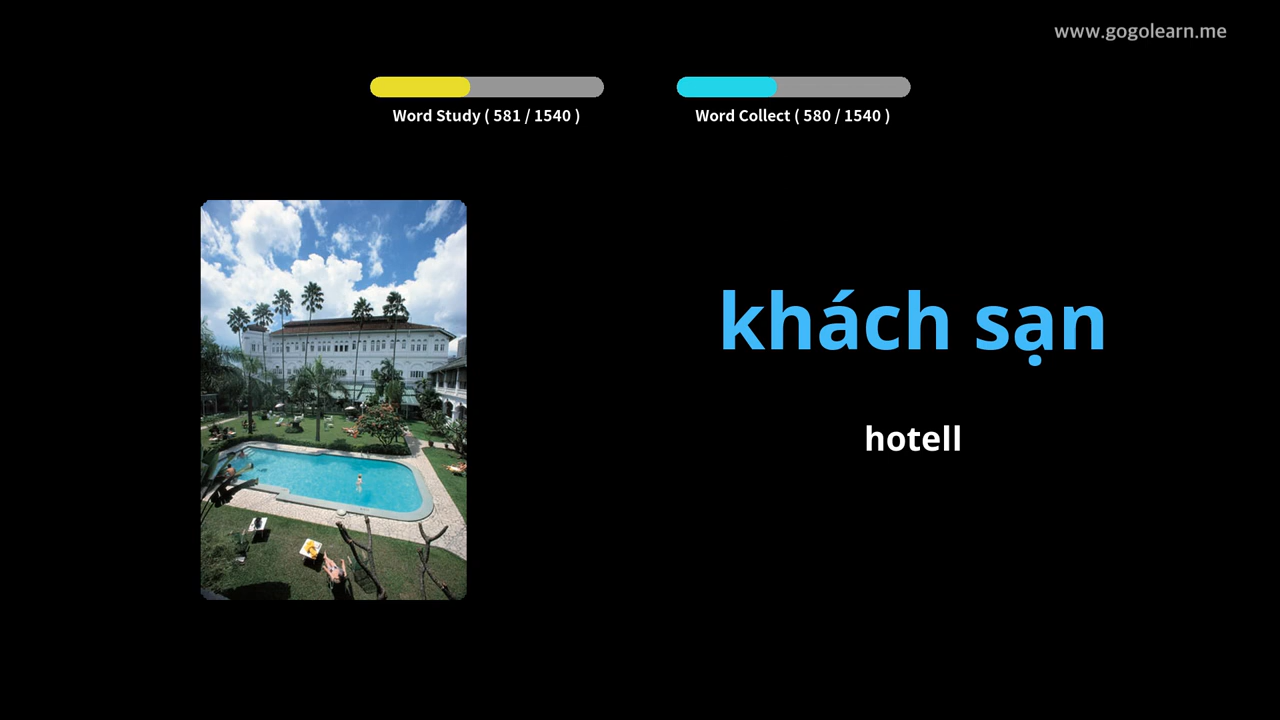 www.gogolearn.me
Word Study ( 581 / 1540 )
Word Collect ( 580 / 1540 )
khách sạn
hotell